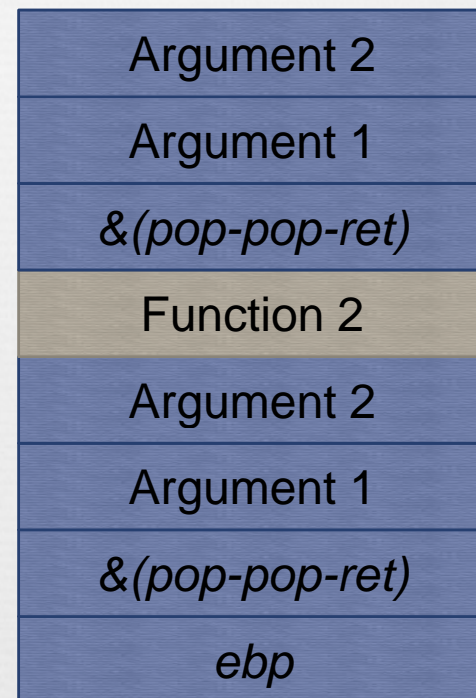 Argument 2
Argument 1
&(pop-pop-ret)
Function 2
Argument 2
Argument 1
&(pop-pop-ret)
ebp